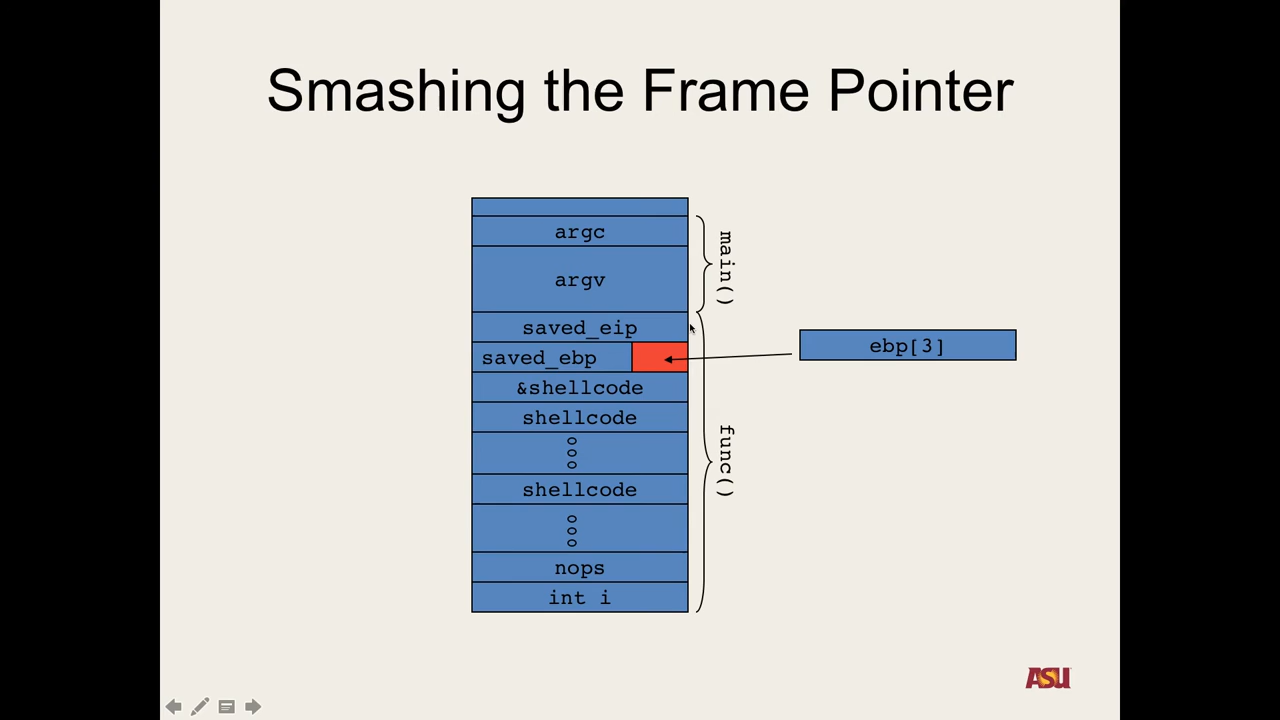 Smashing the Frame Pointer
argc
argv
main()
saved_eip
saved_ebp
ebp[3]
&shellcode
shellcode
func()
shellcode
nops
int i
ASU